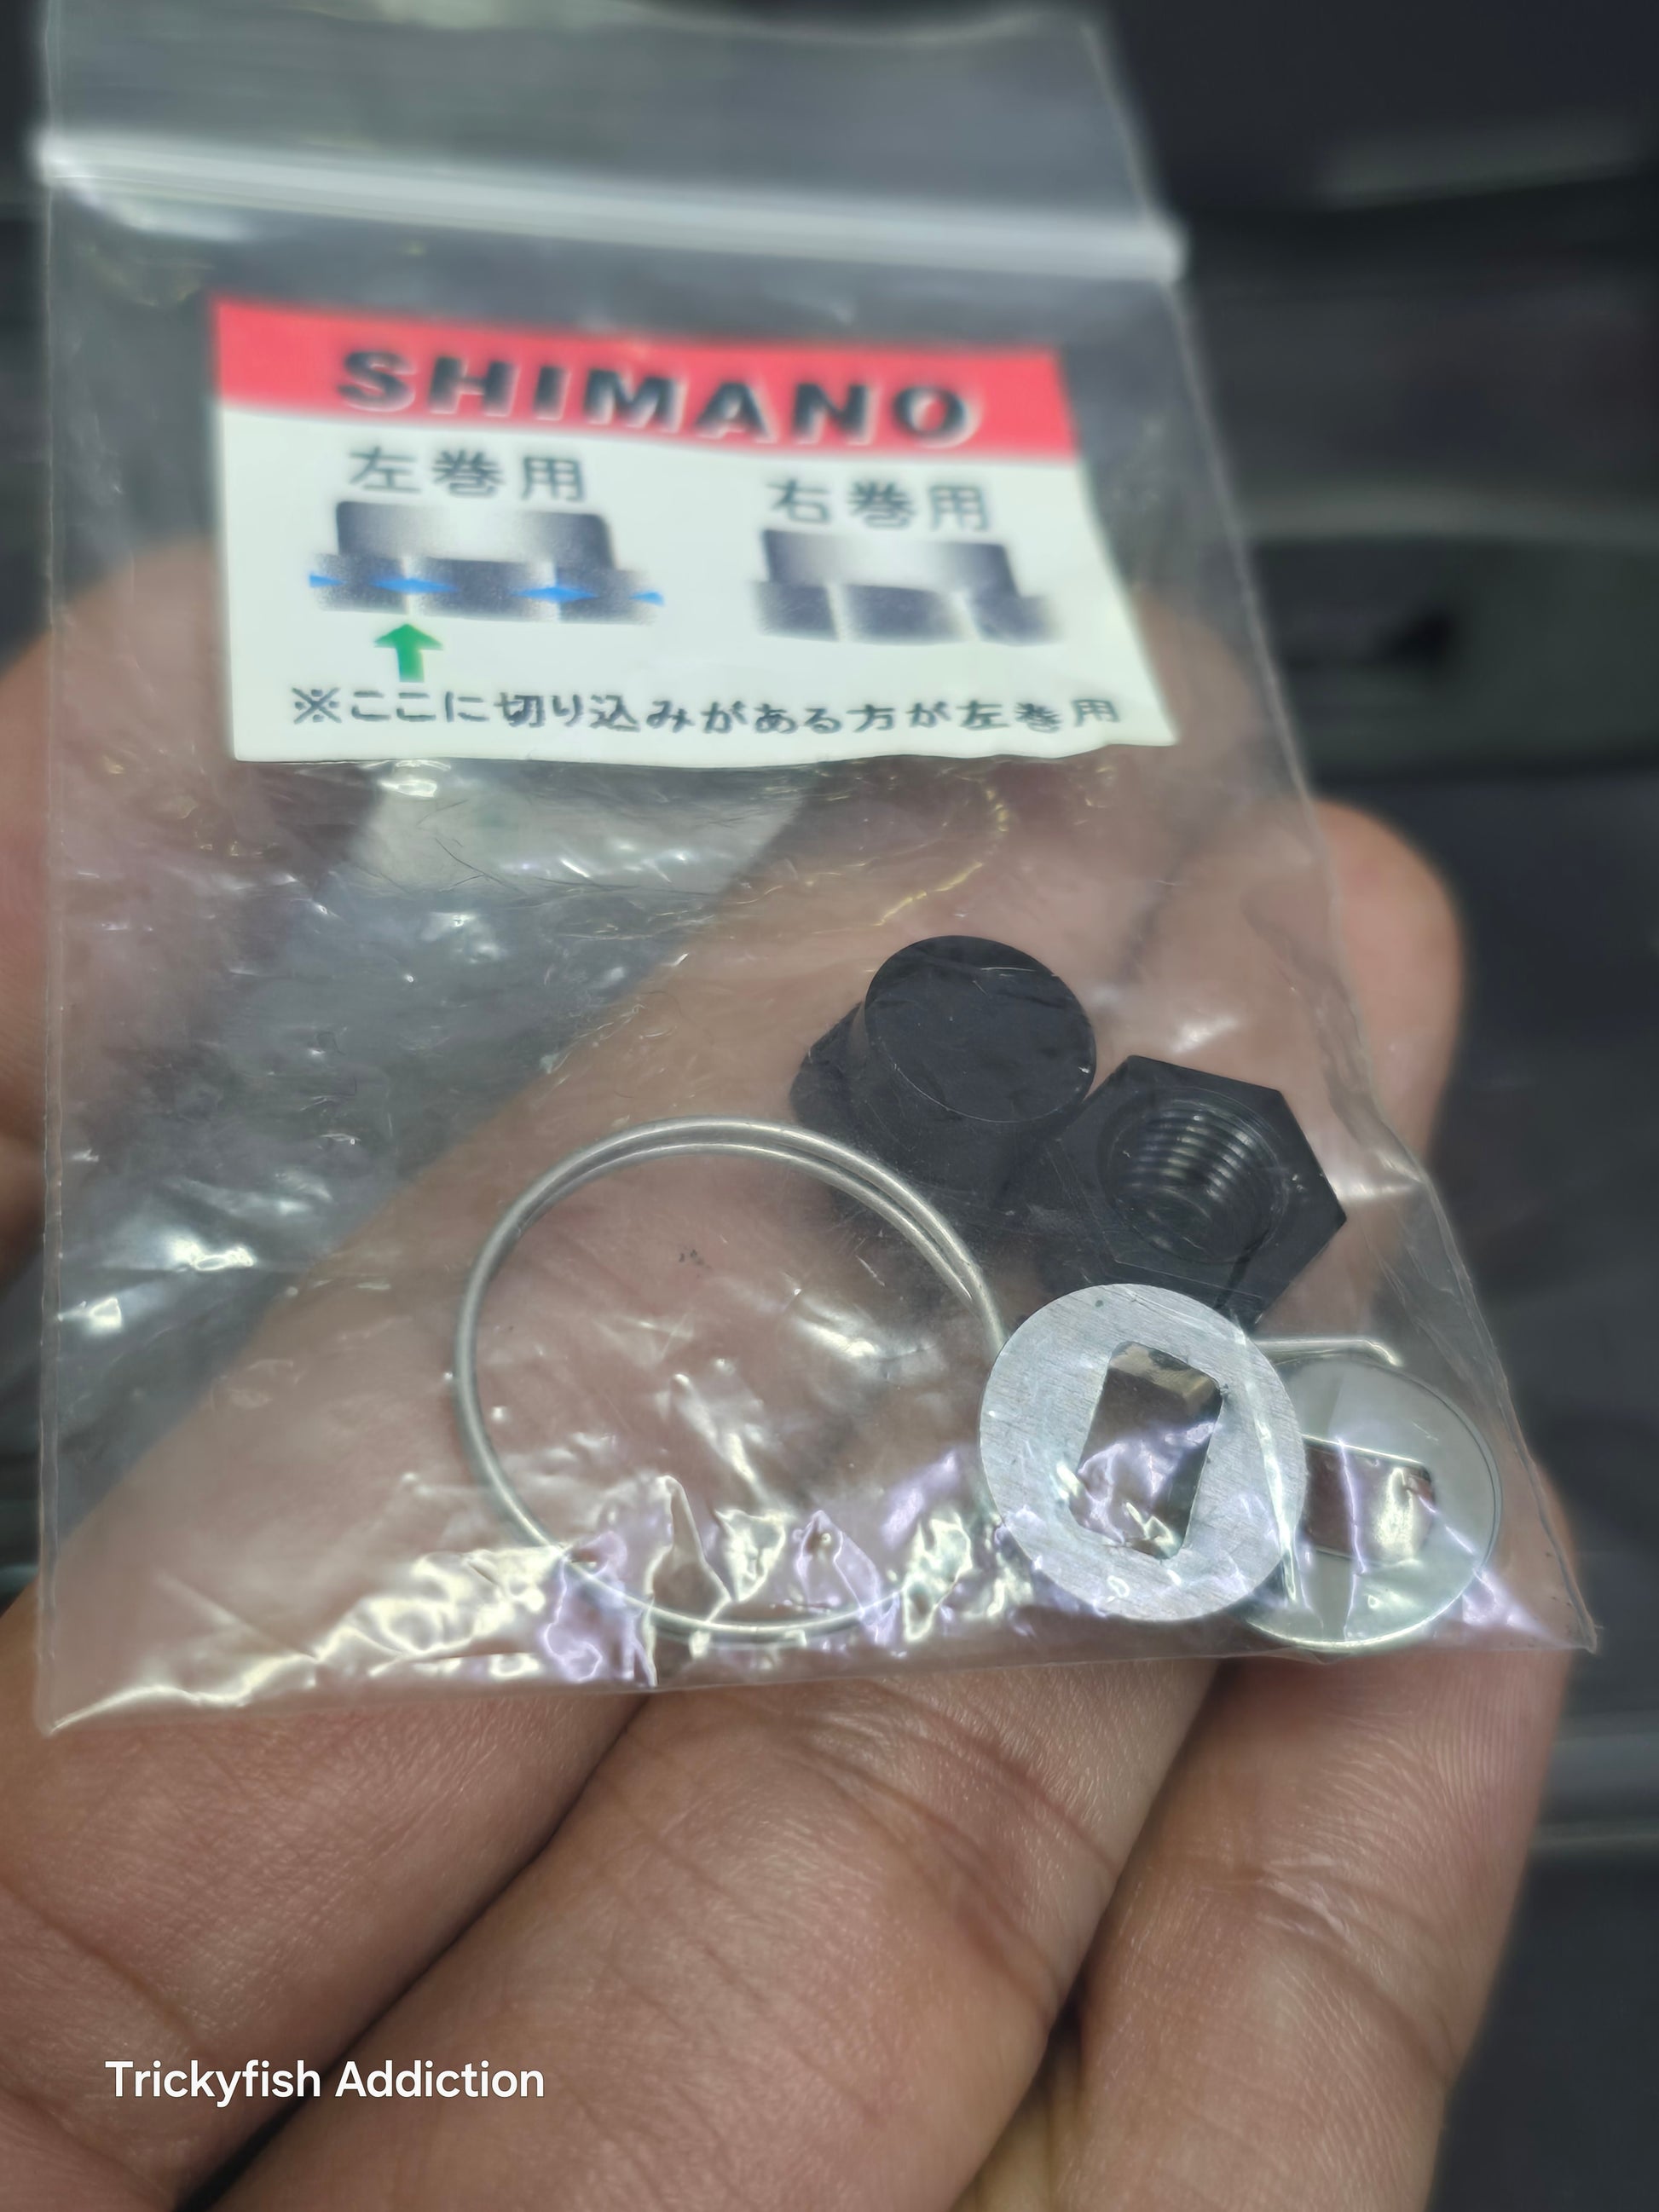 SHIMANO
左巻用 右巻用
※ここに切り込みがある方が左巻用
Trickyfish Addiction